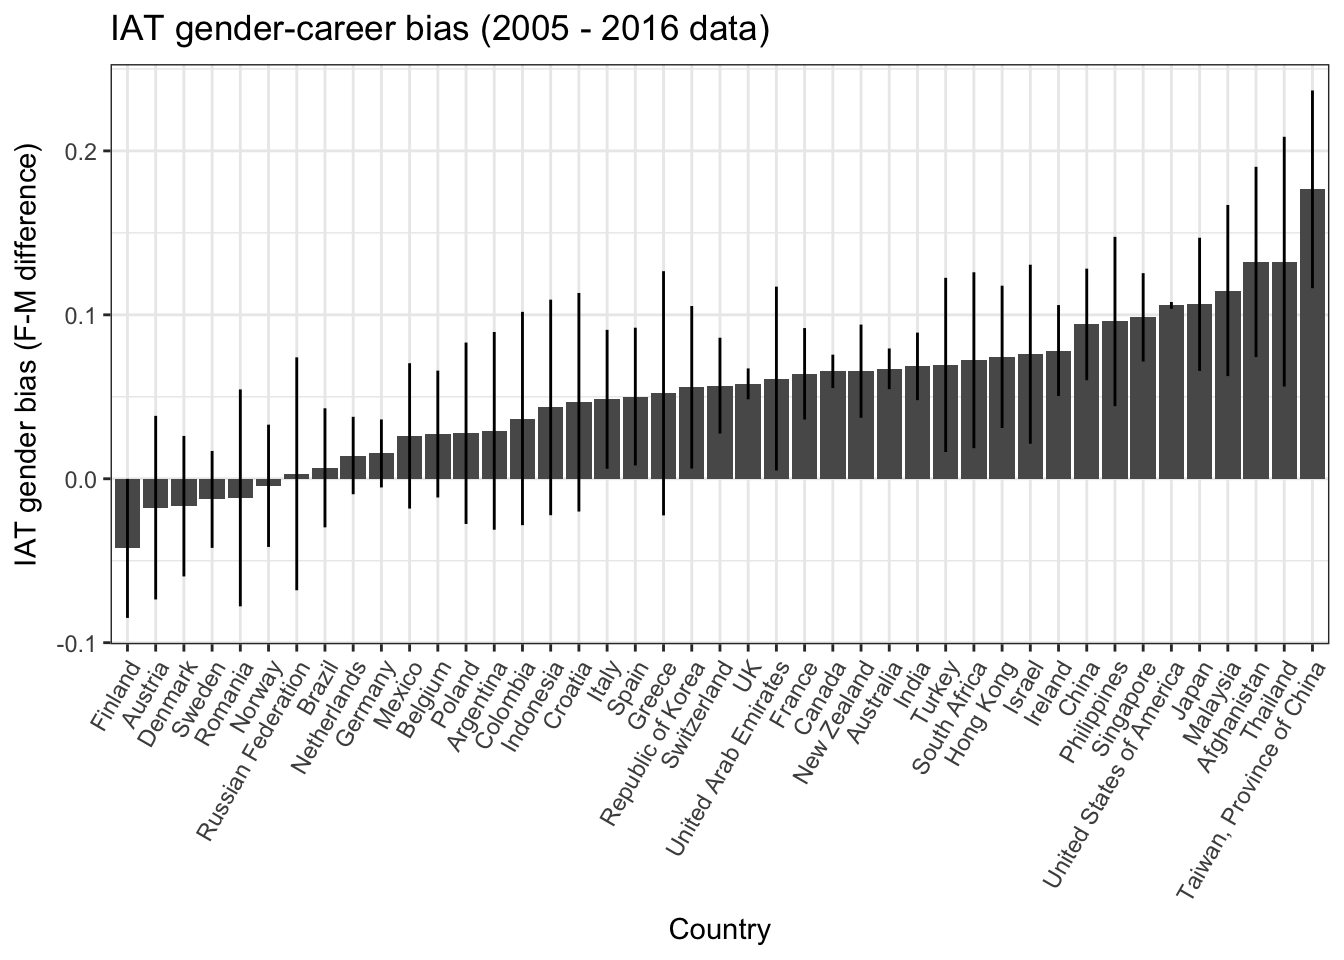 IAT gender-career bias (2005 - 2016 data)
IAT gender bias (F-M difference)
0.2
0.1
0.0
-0.1
Finland
Austria
Denmark
Sweden
Romania
Norway
Russian Federation
Brazil
Netherlands
Germany
Mexico
Belgium
Poland
Argentina
Colombia
Indonesia
Croatia
Italy
Spain
Greece
Republic of Korea
Switzerland
UK
United Arab Emirates
France
Canada
New Zealand
Australia
India
Turkey
South Africa
Hong Kong
Israel
Ireland
China
Philippines
Singapore
United States of America
Japan
Malaysia
Afghanistan
Thailand
Taiwan, Province of China
Country